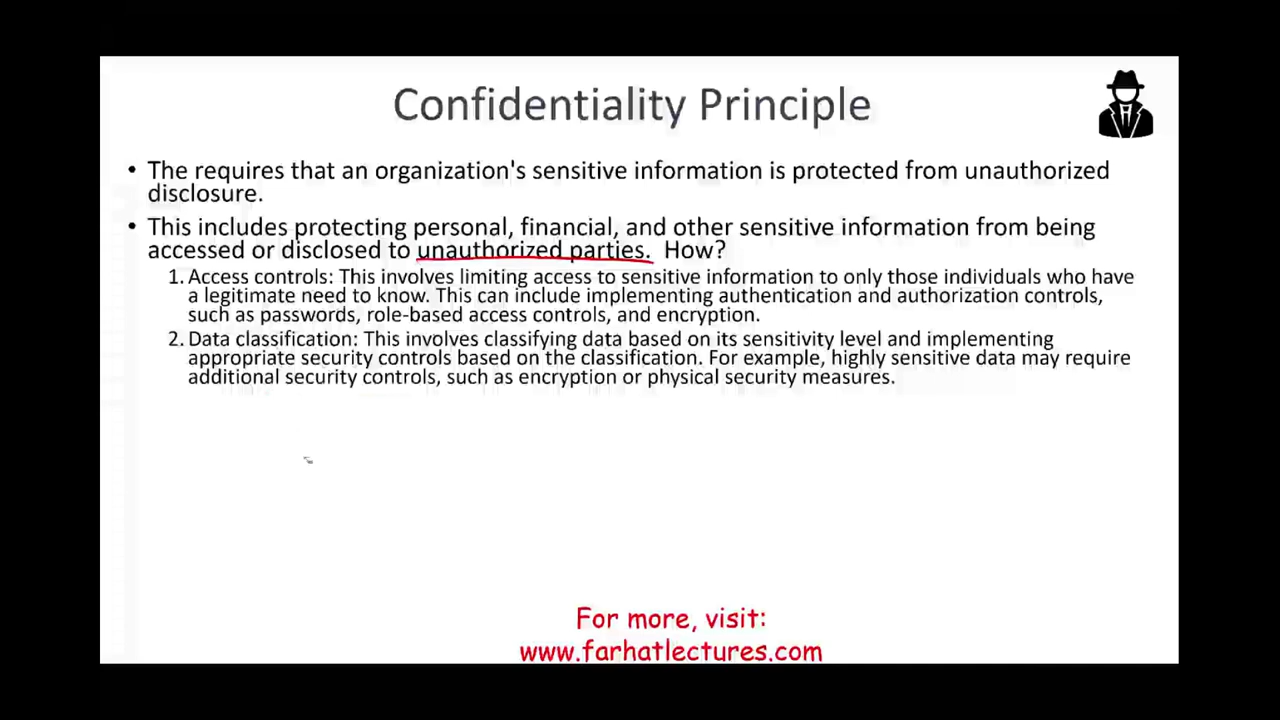 Confidentiality Principle
• The requires that an organization's sensitive information is protected from unauthorized
disclosure.
• This includes protecting personal, financial, and other sensitive information from being
accessed or disclosed to unauthorized parties. How?
1. Access controls: This involves limiting access to sensitive information to only those individuals who have
a legitimate need to know. This can include implementing authentication and authorization controls,
such as passwords, role-based access controls, and encryption.
2. Data classification: This involves classifying data based on its sensitivity level and implementing
appropriate security controls based on the classification. For example, highly sensitive data may require
additional security controls, such as encryption or physical security measures.
For more, visit:
www.farhatlectures.com